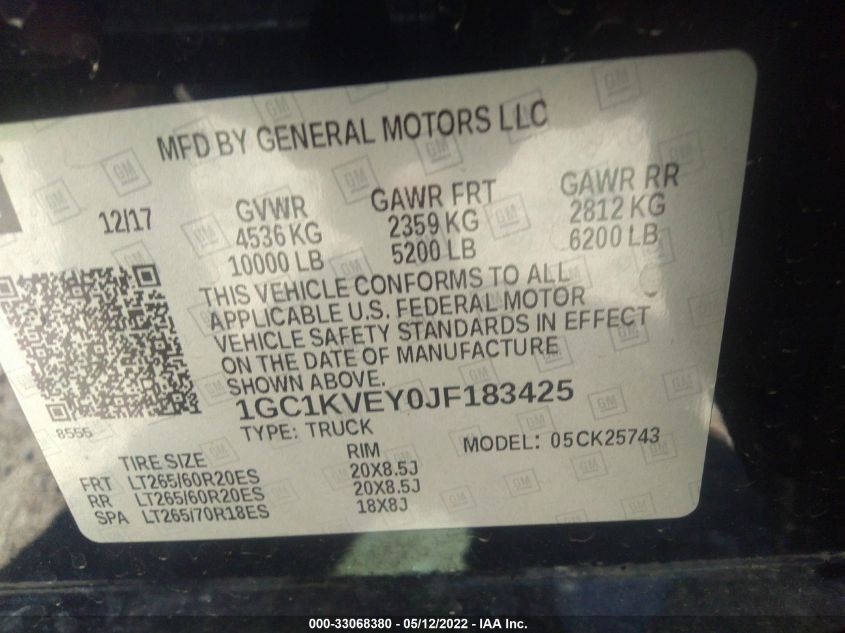 MFD BY GENERAL MOTORS LLC
12/17 GVWR GAWR FRT GAWR RR
4536 KG 2359 KG 2812 KG
10000 LB 5200 LB 6200 LB
THIS VEHICLE CONFORMS TO ALL
APPLICABLE U.S. FEDERAL MOTOR
VEHICLE SAFETY STANDARDS IN EFFECT
ON THE DATE OF MANUFACTURE
SHOWN ABOVE.
1GC1KVEY0JF183425
8555
TYPE: TRUCK MODEL: 05CK25743
TIRE SIZE RIM
FRT LT265/60R20ES 20X8.5J
RR LT265/60R20ES 20X8.5J
SPA LT265/70R18ES 18X8J
000-33068380 - 05/12/2022 - IAA Inc.